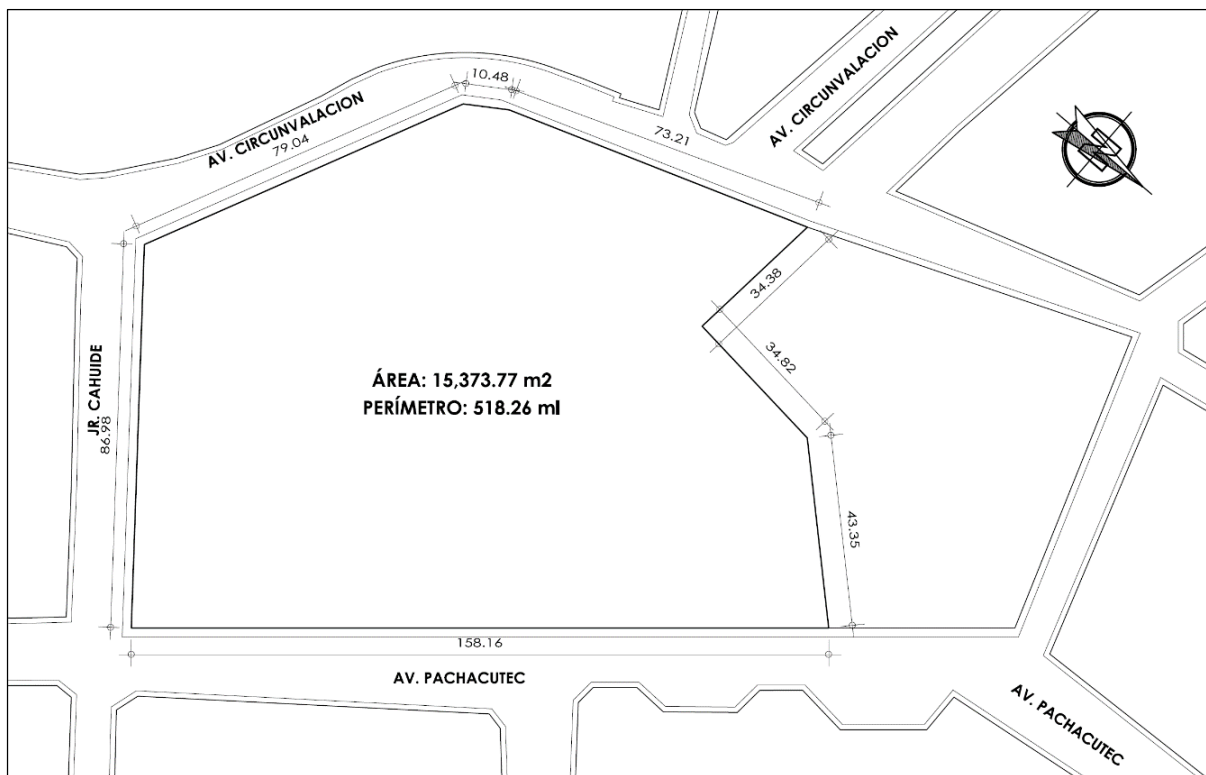 10.48
AV. CIRCUNVALACION
79.04
73.21
AV. CIRCUNVALACION
34.38
34.82
JR. CAHUIDE
86.98
ÁREA: 15,373.77 m2
PERÍMETRO: 518.26 ml
43.35
158.16
AV. PACHACUTEC
AV. PACHACUTEC